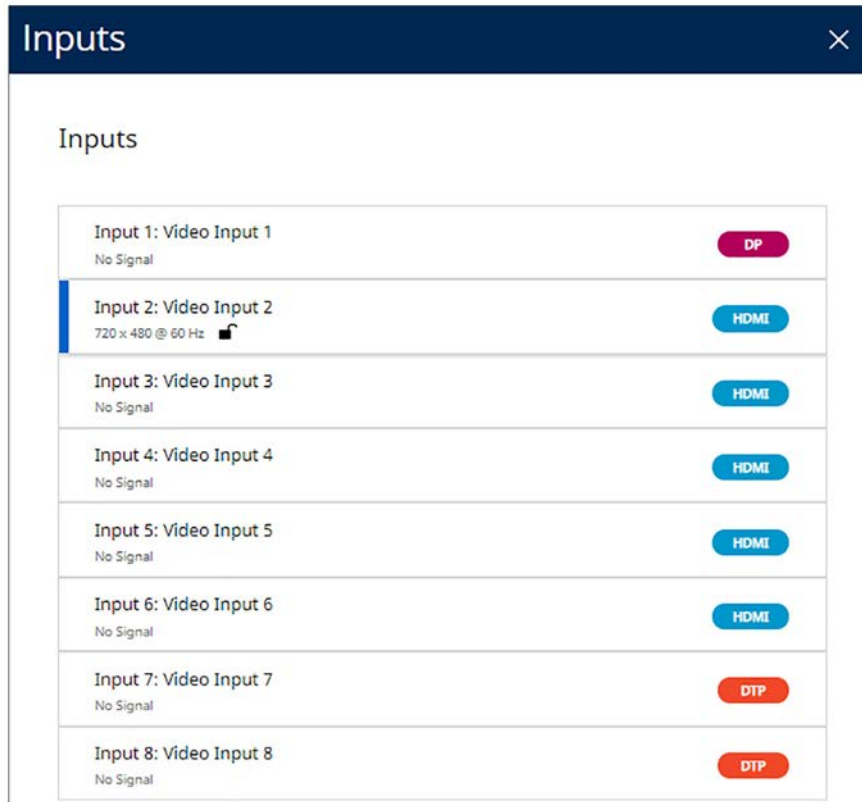 Inputs
Inputs
Input 1: Video Input 1
No Signal
DP
Input 2: Video Input 2
720 x 480 @ 60 Hz
HDMI
Input 3: Video Input 3
No Signal
HDMI
Input 4: Video Input 4
No Signal
HDMI
Input 5: Video Input 5
No Signal
HDMI
Input 6: Video Input 6
No Signal
HDMI
Input 7: Video Input 7
No Signal
DTP
Input 8: Video Input 8
No Signal
DTP